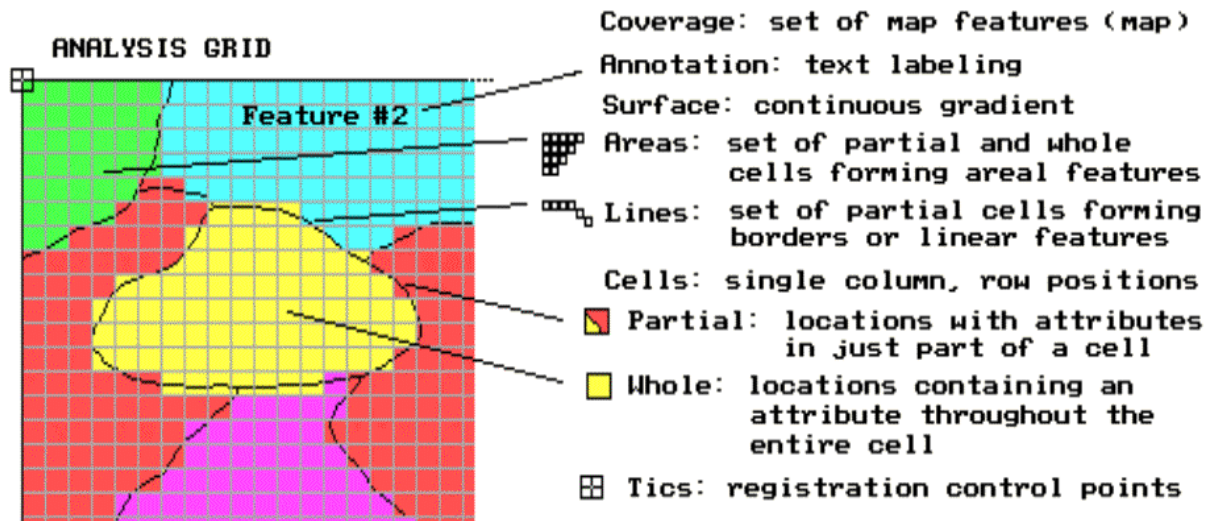 Coverage: set of map features (map)
ANALYSIS GRID
Annotation: text labeling
Feature #2
Surface: continuous gradient
Areas: set of partial and whole
cells forming areal features
Lines: set of partial cells forming
borders or linear features
Cells: single column, row positions
Partial: locations with attributes
in just part of a cell
Whole: locations containing an
attribute throughout the
entire cell
Tics: registration control points